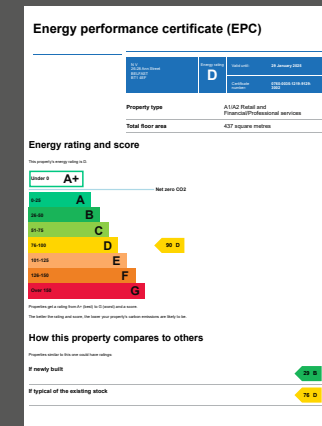 Energy performance certificate (EPC)
N V
BELFAST
Energy rating
D
Valid until:
Certificate
number:
Property type
A1/A2 Retail and
Financial/Professional services
Total floor area
437 square metres
Energy rating and score
This property's energy rating is D.
Under 0
A+
Net zero CO2
0-25
A
26-50
B
51-75
C
76-100
D
90 D
101-125
E
126-150
F
Over 150
G
Properties get a rating from A+ (best) to G (worst) and a score.
The better the rating and score, the lower your property's carbon emissions are likely to be.
How this property compares to others
Properties similar to this one could have ratings:
If newly built
29 B
If typical of the existing stock
76 D